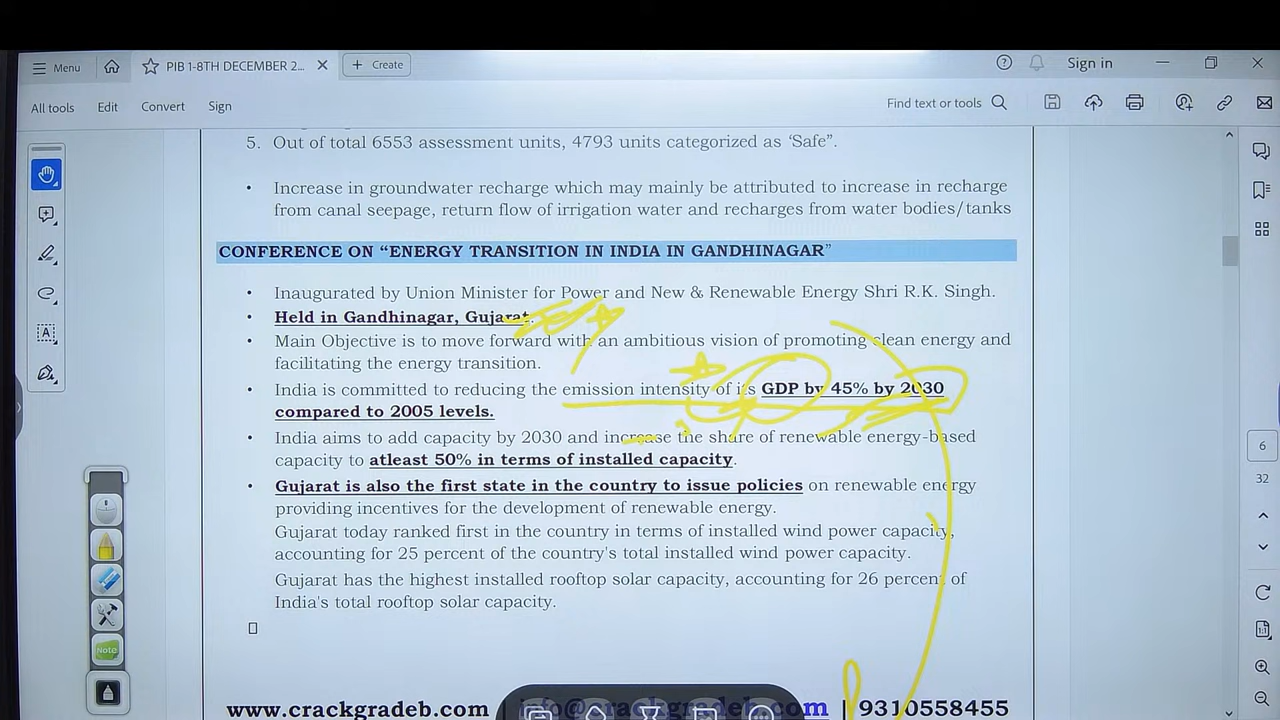 Menu
PIB 1-8TH DECEMBER 2...
Create
Sign in
All tools
Edit
Convert
Sign
Find text or tools
5. Out of total 6553 assessment units, 4793 units categorized as ‘Safe”.
• Increase in groundwater recharge which may mainly be attributed to increase in recharge
from canal seepage, return flow of irrigation water and recharges from water bodies/tanks
CONFERENCE ON “ENERGY TRANSITION IN INDIA IN GANDHINAGAR”
• Inaugurated by Union Minister for Power and New & Renewable Energy Shri R.K. Singh.
• Held in Gandhinagar, Gujarat.
• Main Objective is to move forward with an ambitious vision of promoting clean energy and
facilitating the energy transition.
• India is committed to reducing the emission intensity of its GDP by 45% by 2030
compared to 2005 levels.
• India aims to add capacity by 2030 and increase the share of renewable energy-based
capacity to atleast 50% in terms of installed capacity.
• Gujarat is also the first state in the country to issue policies on renewable energy
providing incentives for the development of renewable energy.
Gujarat today ranked first in the country in terms of installed wind power capacity,
accounting for 25 percent of the country's total installed wind power capacity.
Gujarat has the highest installed rooftop solar capacity, accounting for 26 percent of
India's total rooftop solar capacity.
www.crackgradeb.com info@crackgradeb.com | 9310558455
6
32
1:1
Note